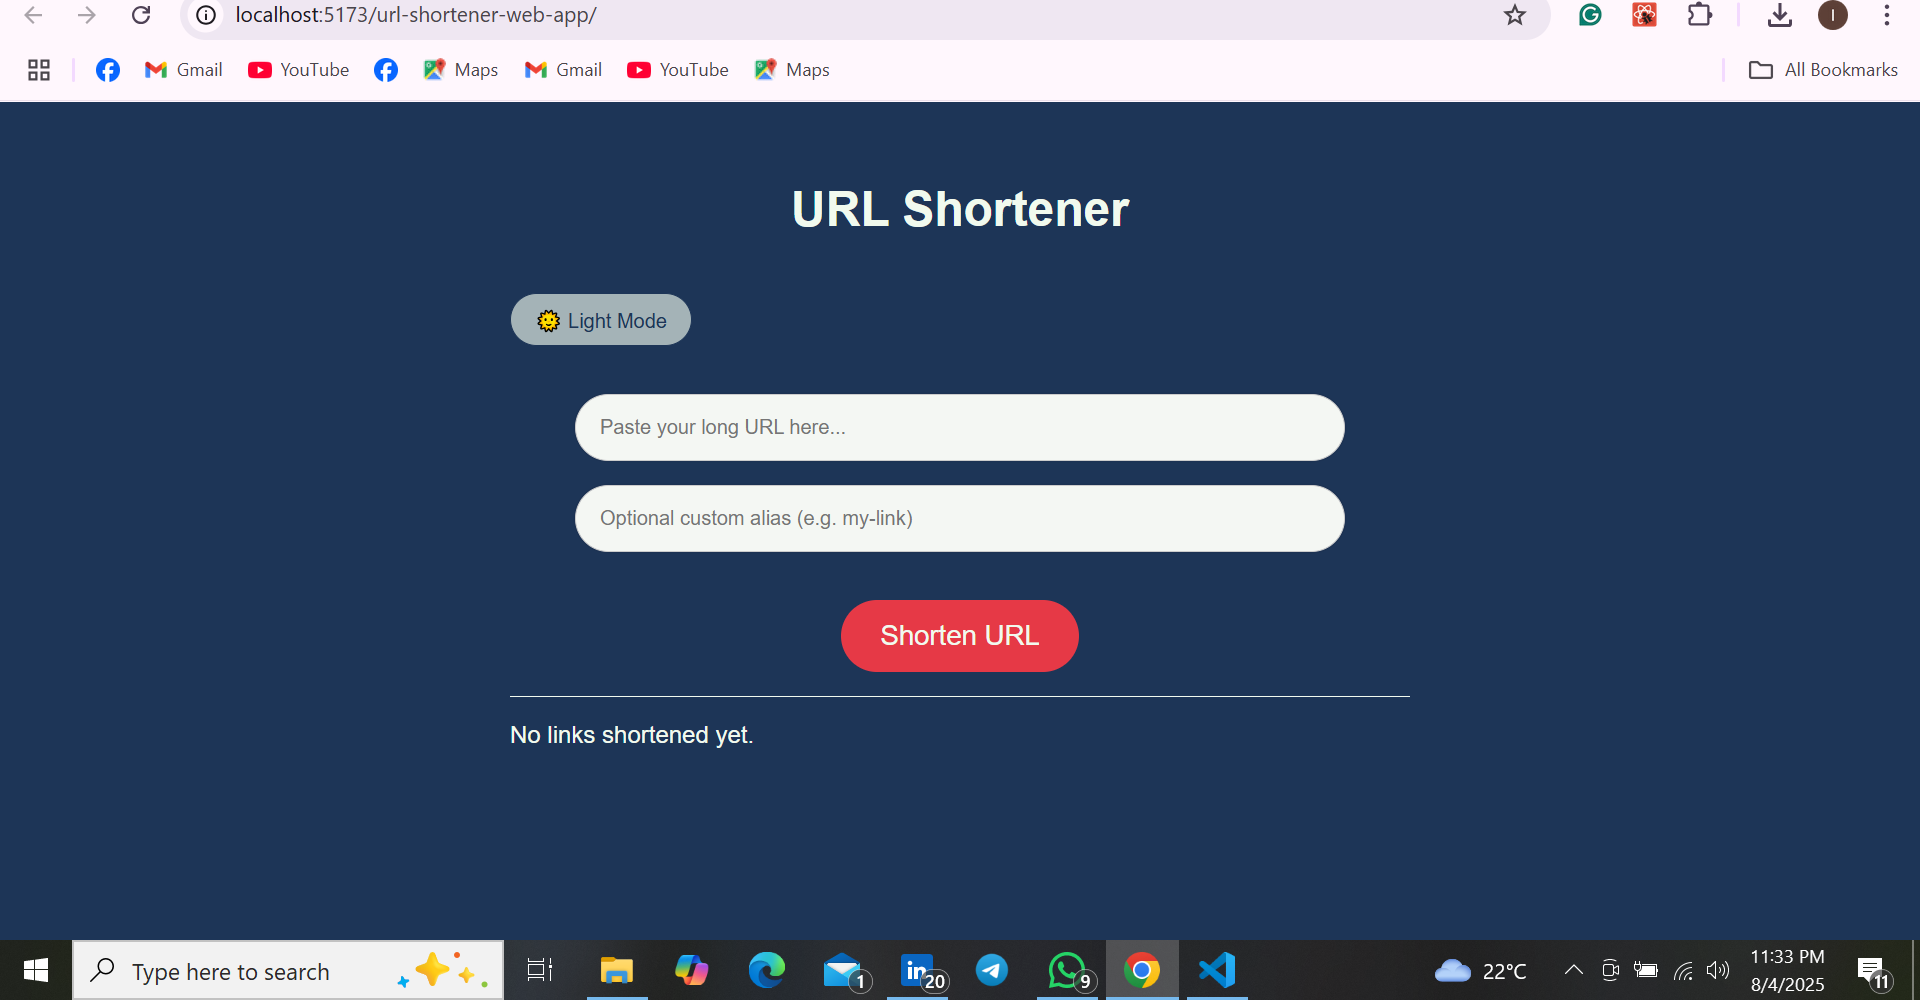 localhost:5173/url-shortener-web-app/
I
Gmail YouTube Maps Gmail YouTube Maps All Bookmarks
URL Shortener
Light Mode
Paste your long URL here...
Optional custom alias (e.g. my-link)
Shorten URL
No links shortened yet.
Type here to search
1
in 20
9
22°C
11:33 PM
8/4/2025
11